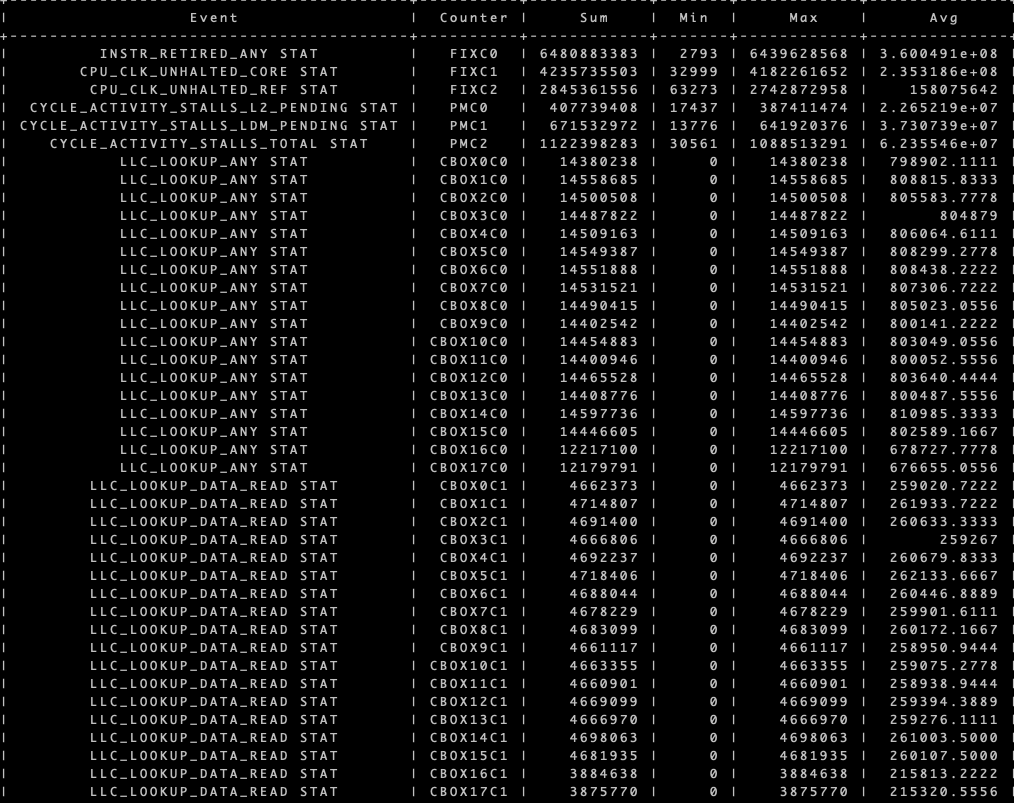 | Event | Counter | Sum | Min | Max | Avg |
| INSTR_RETIRED_ANY STAT | FIXC0 | 6480883383 | 2793 | 6439628568 | 3.600491e+08 |
| CPU_CLK_UNHALTED_CORE STAT | FIXC1 | 4235735503 | 32999 | 4182261652 | 2.353186e+08 |
| CPU_CLK_UNHALTED_REF STAT | FIXC2 | 2845361556 | 63273 | 2742872958 | 158075642 |
| CYCLE_ACTIVITY_STALLS_L2_PENDING STAT | PMC0 | 407739408 | 17437 | 387411474 | 2.265219e+07 |
| CYCLE_ACTIVITY_STALLS_LDM_PENDING STAT | PMC1 | 671532972 | 13776 | 641920376 | 3.730739e+07 |
| CYCLE_ACTIVITY_STALLS_TOTAL STAT | PMC2 | 1122398283 | 30561 | 1088513291 | 6.235546e+07 |
| LLC_LOOKUP_ANY STAT | CBOX0C0 | 14380238 | 0 | 14380238 | 798902.1111 |
| LLC_LOOKUP_ANY STAT | CBOX1C0 | 14558685 | 0 | 14558685 | 808815.8333 |
| LLC_LOOKUP_ANY STAT | CBOX2C0 | 14500508 | 0 | 14500508 | 805583.7778 |
| LLC_LOOKUP_ANY STAT | CBOX3C0 | 14487822 | 0 | 14487822 | 804879 |
| LLC_LOOKUP_ANY STAT | CBOX4C0 | 14509163 | 0 | 14509163 | 806064.6111 |
| LLC_LOOKUP_ANY STAT | CBOX5C0 | 14549387 | 0 | 14549387 | 808299.2778 |
| LLC_LOOKUP_ANY STAT | CBOX6C0 | 14551888 | 0 | 14551888 | 808438.2222 |
| LLC_LOOKUP_ANY STAT | CBOX7C0 | 14531521 | 0 | 14531521 | 807306.7222 |
| LLC_LOOKUP_ANY STAT | CBOX8C0 | 14490415 | 0 | 14490415 | 805023.0556 |
| LLC_LOOKUP_ANY STAT | CBOX9C0 | 14402542 | 0 | 14402542 | 800141.2222 |
| LLC_LOOKUP_ANY STAT | CBOX10C0 | 14454883 | 0 | 14454883 | 803049.0556 |
| LLC_LOOKUP_ANY STAT | CBOX11C0 | 14400946 | 0 | 14400946 | 800052.5556 |
| LLC_LOOKUP_ANY STAT | CBOX12C0 | 14465528 | 0 | 14465528 | 803640.4444 |
| LLC_LOOKUP_ANY STAT | CBOX13C0 | 14408776 | 0 | 14408776 | 800487.5556 |
| LLC_LOOKUP_ANY STAT | CBOX14C0 | 14597736 | 0 | 14597736 | 810985.3333 |
| LLC_LOOKUP_ANY STAT | CBOX15C0 | 14446605 | 0 | 14446605 | 802589.1667 |
| LLC_LOOKUP_ANY STAT | CBOX16C0 | 12217100 | 0 | 12217100 | 678727.7778 |
| LLC_LOOKUP_ANY STAT | CBOX17C0 | 12179791 | 0 | 12179791 | 676655.0556 |
| LLC_LOOKUP_DATA_READ STAT | CBOX0C1 | 4662373 | 0 | 4662373 | 259020.7222 |
| LLC_LOOKUP_DATA_READ STAT | CBOX1C1 | 4714807 | 0 | 4714807 | 261933.7222 |
| LLC_LOOKUP_DATA_READ STAT | CBOX2C1 | 4691400 | 0 | 4691400 | 260633.3333 |
| LLC_LOOKUP_DATA_READ STAT | CBOX3C1 | 4666806 | 0 | 4666806 | 259267 |
| LLC_LOOKUP_DATA_READ STAT | CBOX4C1 | 4692237 | 0 | 4692237 | 260679.8333 |
| LLC_LOOKUP_DATA_READ STAT | CBOX5C1 | 4718406 | 0 | 4718406 | 262133.6667 |
| LLC_LOOKUP_DATA_READ STAT | CBOX6C1 | 4688044 | 0 | 4688044 | 260446.8889 |
| LLC_LOOKUP_DATA_READ STAT | CBOX7C1 | 4678229 | 0 | 4678229 | 259901.6111 |
| LLC_LOOKUP_DATA_READ STAT | CBOX8C1 | 4683099 | 0 | 4683099 | 260172.1667 |
| LLC_LOOKUP_DATA_READ STAT | CBOX9C1 | 4661117 | 0 | 4661117 | 258950.9444 |
| LLC_LOOKUP_DATA_READ STAT | CBOX10C1 | 4663355 | 0 | 4663355 | 259075.2778 |
| LLC_LOOKUP_DATA_READ STAT | CBOX11C1 | 4660901 | 0 | 4660901 | 258938.9444 |
| LLC_LOOKUP_DATA_READ STAT | CBOX12C1 | 4669099 | 0 | 4669099 | 259394.3889 |
| LLC_LOOKUP_DATA_READ STAT | CBOX13C1 | 4666970 | 0 | 4666970 | 259276.1111 |
| LLC_LOOKUP_DATA_READ STAT | CBOX14C1 | 4698063 | 0 | 4698063 | 261003.5000 |
| LLC_LOOKUP_DATA_READ STAT | CBOX15C1 | 4681935 | 0 | 4681935 | 260107.5000 |
| LLC_LOOKUP_DATA_READ STAT | CBOX16C1 | 3884638 | 0 | 3884638 | 215813.2222 |
| LLC_LOOKUP_DATA_READ STAT | CBOX17C1 | 3875770 | 0 | 3875770 | 215320.5556 |